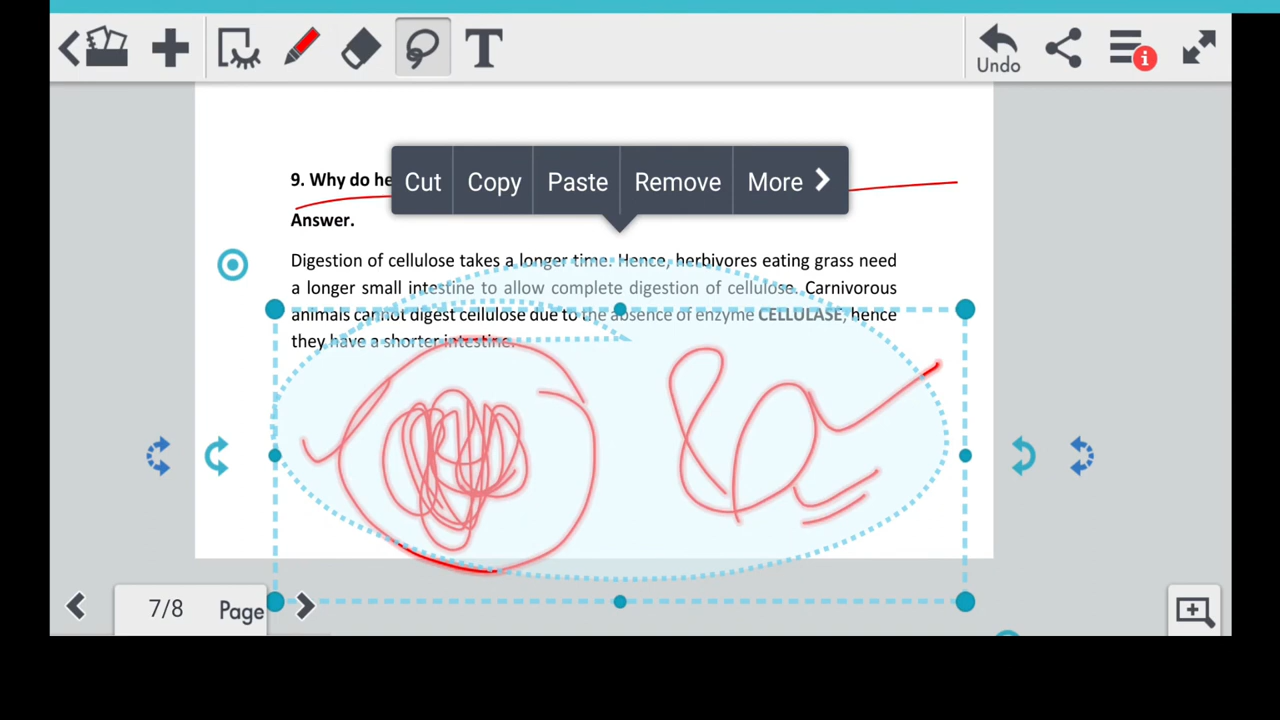 Undo
i
9. Why do he
Cut Copy Paste Remove More
Answer.
Digestion of cellulose takes a longer time. Hence, herbivores eating grass need
a longer small intestine to allow complete digestion of cellulose. Carnivorous
animals cannot digest cellulose due to the absence of enzyme CELLULASE, hence
they have a shorter intestine.
7/8 Page